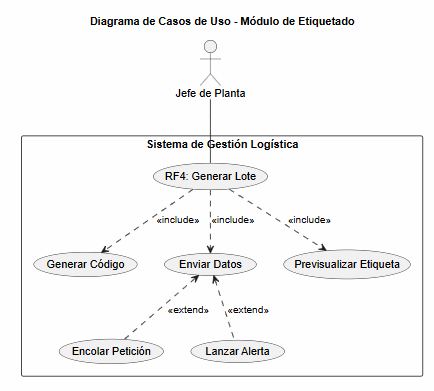 Diagrama de Casos de Uso - Módulo de Etiquetado
Jefe de Planta
Sistema de Gestión Logística
RF4: Generar Lote
«include»
«include»
«include»
Generar Código
Enviar Datos
Previsualizar Etiqueta
«extend»
«extend»
Encolar Petición
Lanzar Alerta